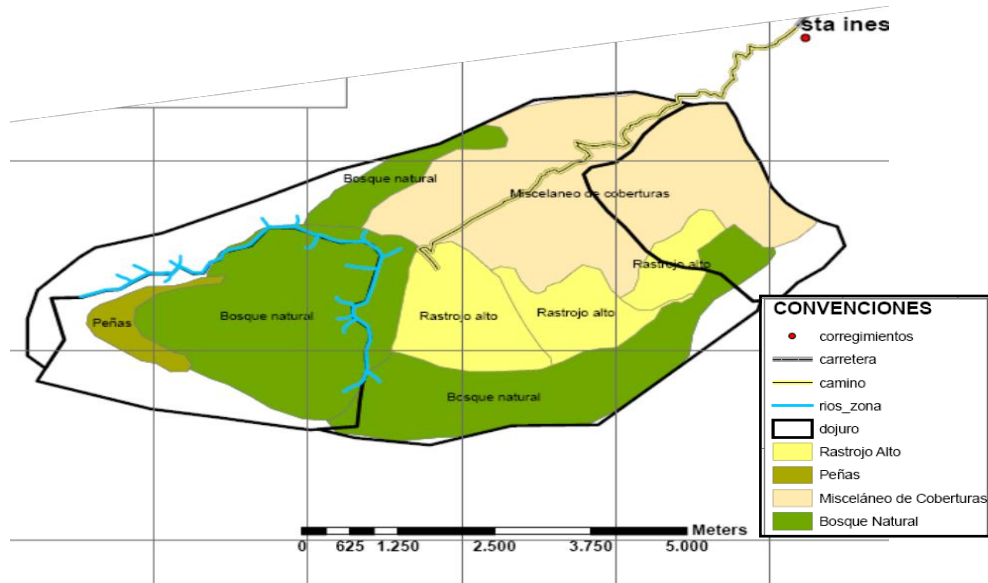 sta ines
Bosque natural
Miscelaneo de coberturas
Rastrojo alto
Peñas
Bosque natural
Rastrojo alto
Rastrojo alto
Bosque natural
CONVENCIONES
corregimientos
carretera
camino
rios_zona
dojuro
Rastrojo Alto
Peñas
Misceláneo de Coberturas
Bosque Natural
Meters
0 625 1.250 2.500 3.750 5.000